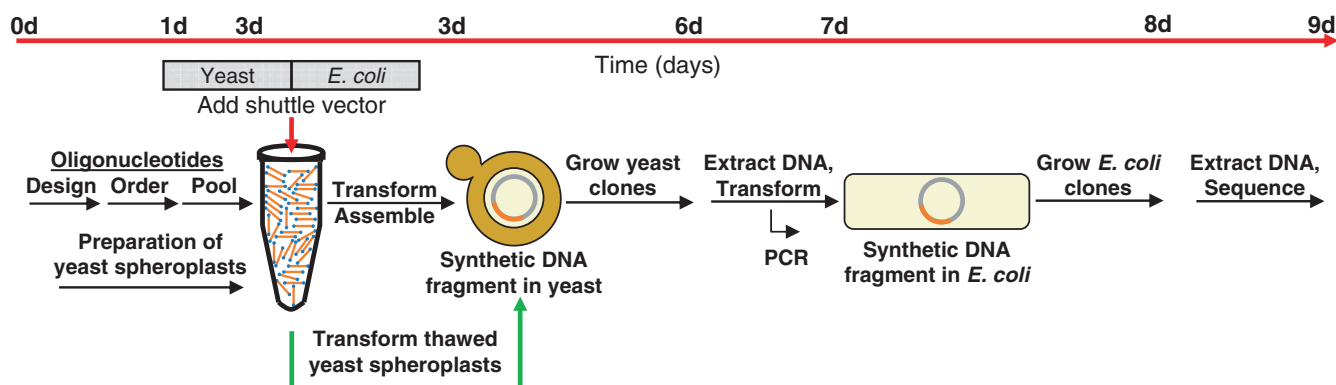 0d 1d 3d 3d 6d 7d 8d 9d
Time (days)
Yeast E. coli
Add shuttle vector
Oligonucleotides
Design Order Pool
Preparation of
yeast spheroplasts
Transform
Assemble
Synthetic DNA
fragment in yeast
Transform thawed
yeast spheroplasts
Grow yeast
clones
Extract DNA,
Transform
PCR
Synthetic DNA
fragment in E. coli
Grow E. coli
clones
Extract DNA,
Sequence